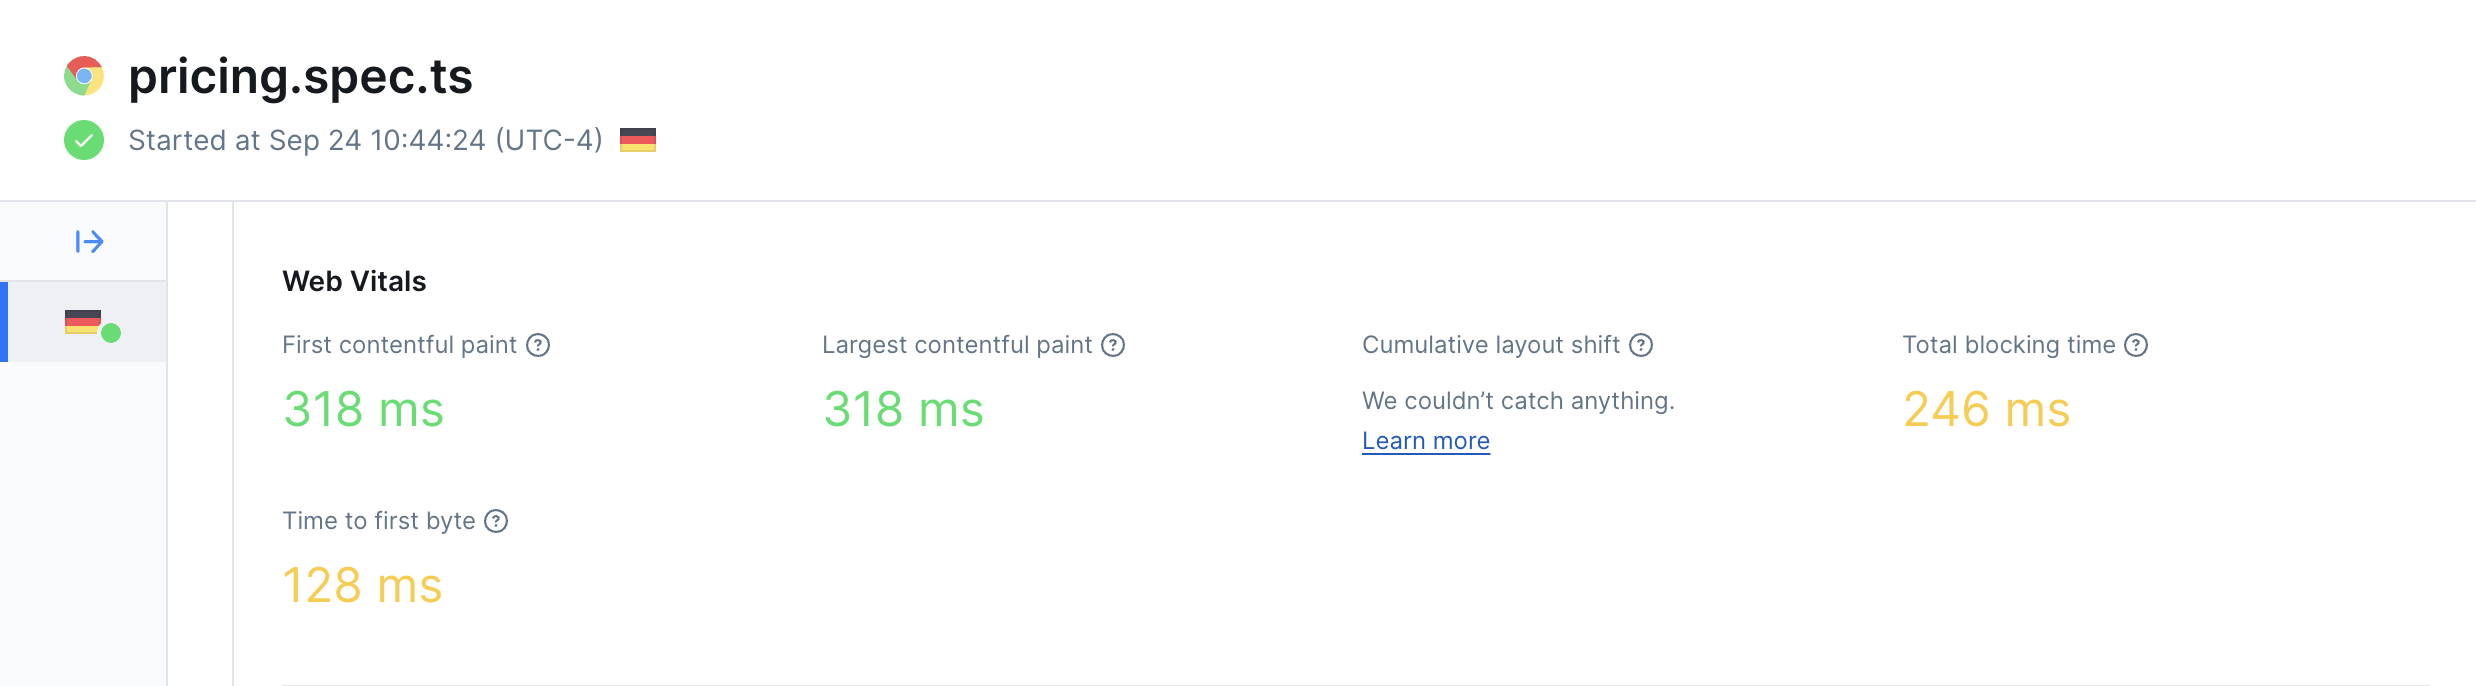 pricing.spec.ts
Started at Sep 24 10:44:24 (UTC-4)
Web Vitals
First contentful paint ?
318 ms
Largest contentful paint ?
318 ms
Cumulative layout shift ?
We couldn’t catch anything.
Learn more
Total blocking time ?
246 ms
Time to first byte ?
128 ms